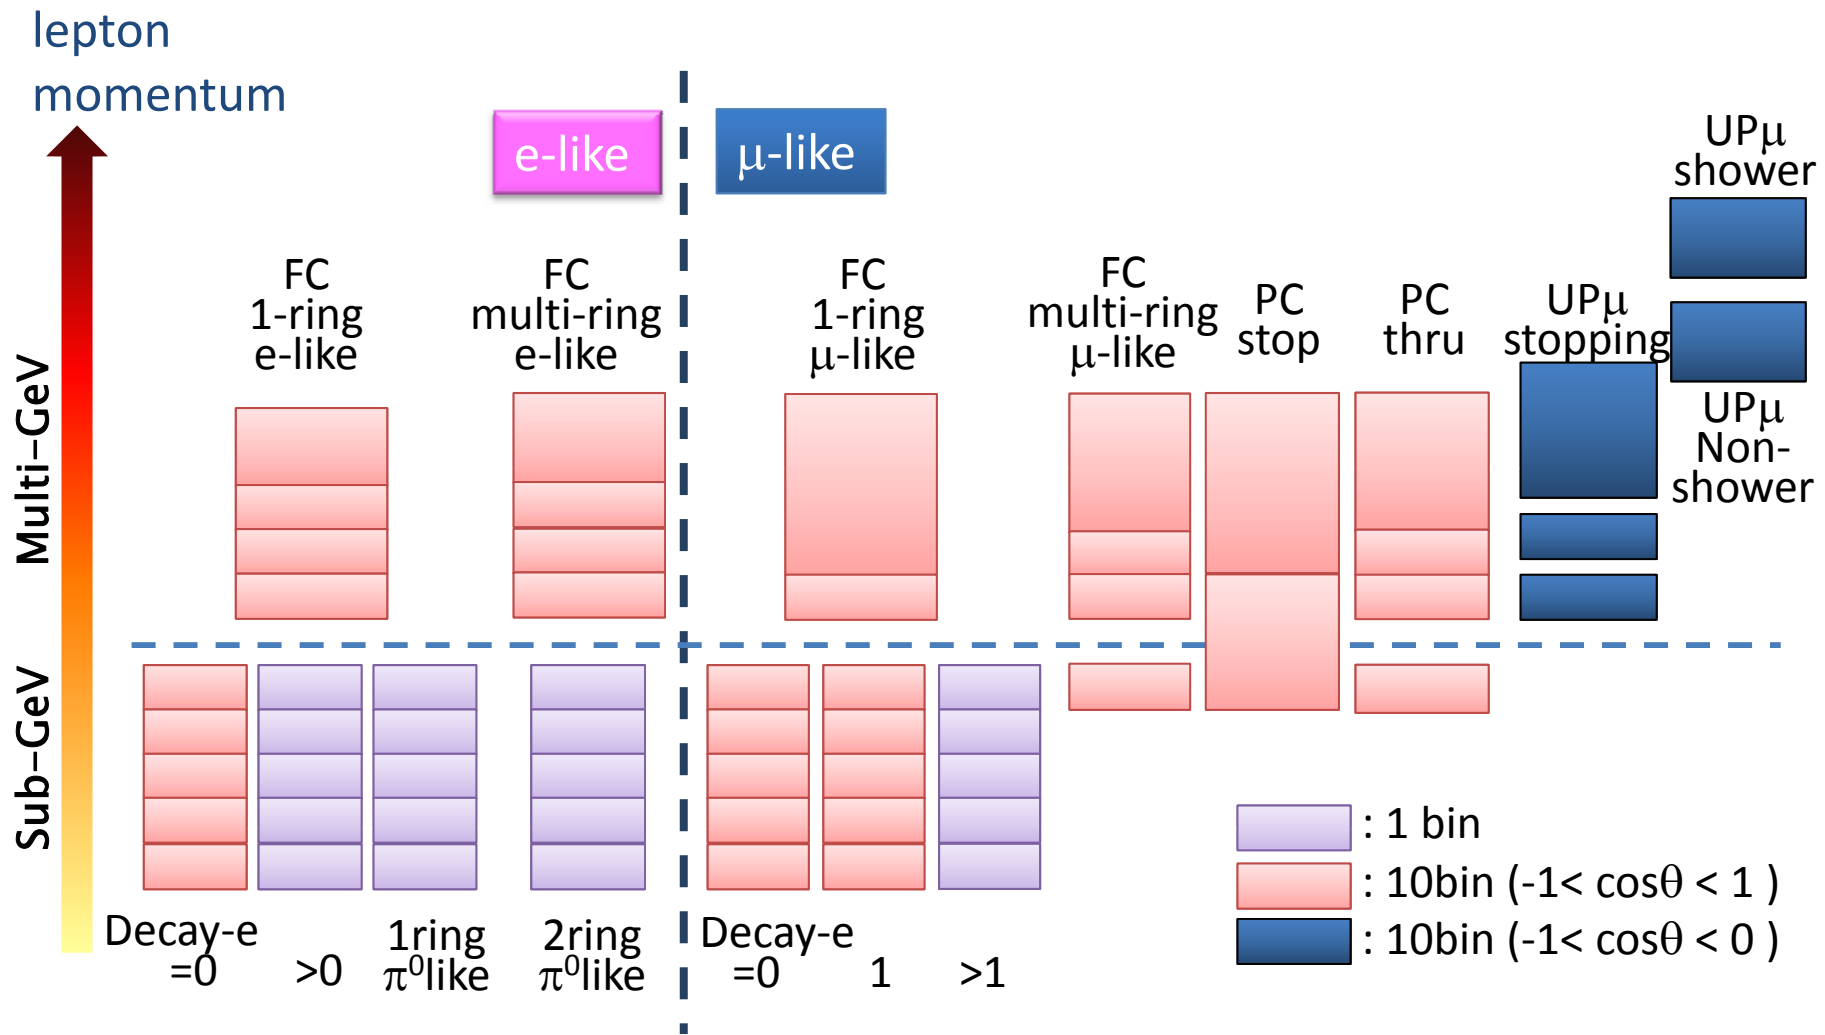 lepton
momentum
e-like
μ-like
UPμ
shower
FC
1-ring
e-like
FC
multi-ring
e-like
FC
1-ring
μ-like
FC
multi-ring
μ-like
PC
stop
PC
thru
UPμ
stopping
UPμ
Non-
shower
Multi-GeV
Sub-GeV
Decay-e
=0
>0
1ring
π⁰like
2ring
π⁰like
Decay-e
=0
1
>1
: 1 bin
: 10bin (-1< cosθ < 1 )
: 10bin (-1< cosθ < 0 )